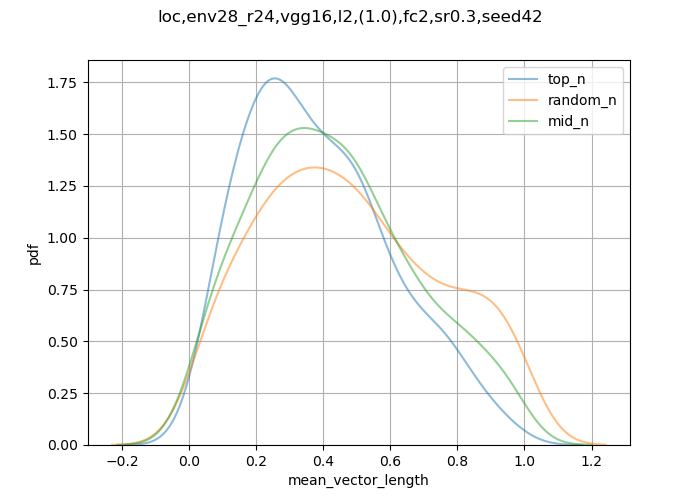 loc,env28_r24,vgg16,l2,(1.0),fc2,sr0.3,seed42
top_n
random_n
mid_n
pdf
1.75
1.50
1.25
1.00
0.75
0.50
0.25
0.00
−0.2
0.0
0.2
0.4
0.6
0.8
1.0
1.2
mean_vector_length